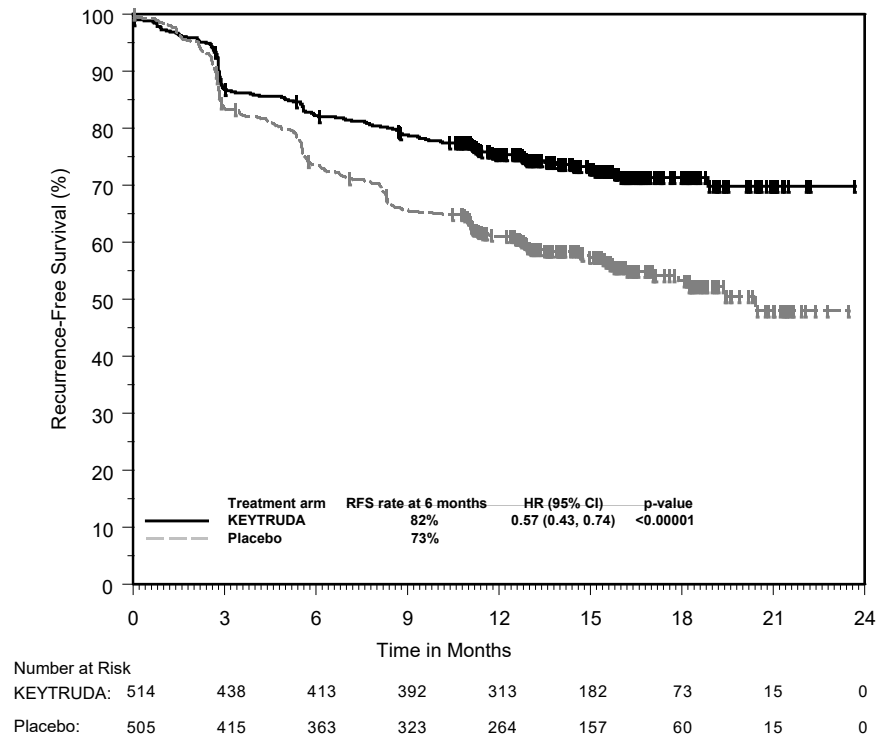 100
90
80
70
60
50
40
30
20
10
0
Recurrence-Free Survival (%)
Treatment arm RFS rate at 6 months HR (95% CI) p-value
KEYTRUDA 82% 0.57 (0.43, 0.74) <0.00001
Placebo 73%
0 3 6 9 12 15 18 21 24
Time in Months
Number at Risk
KEYTRUDA: 514 438 413 392 313 182 73 15 0
Placebo: 505 415 363 323 264 157 60 15 0